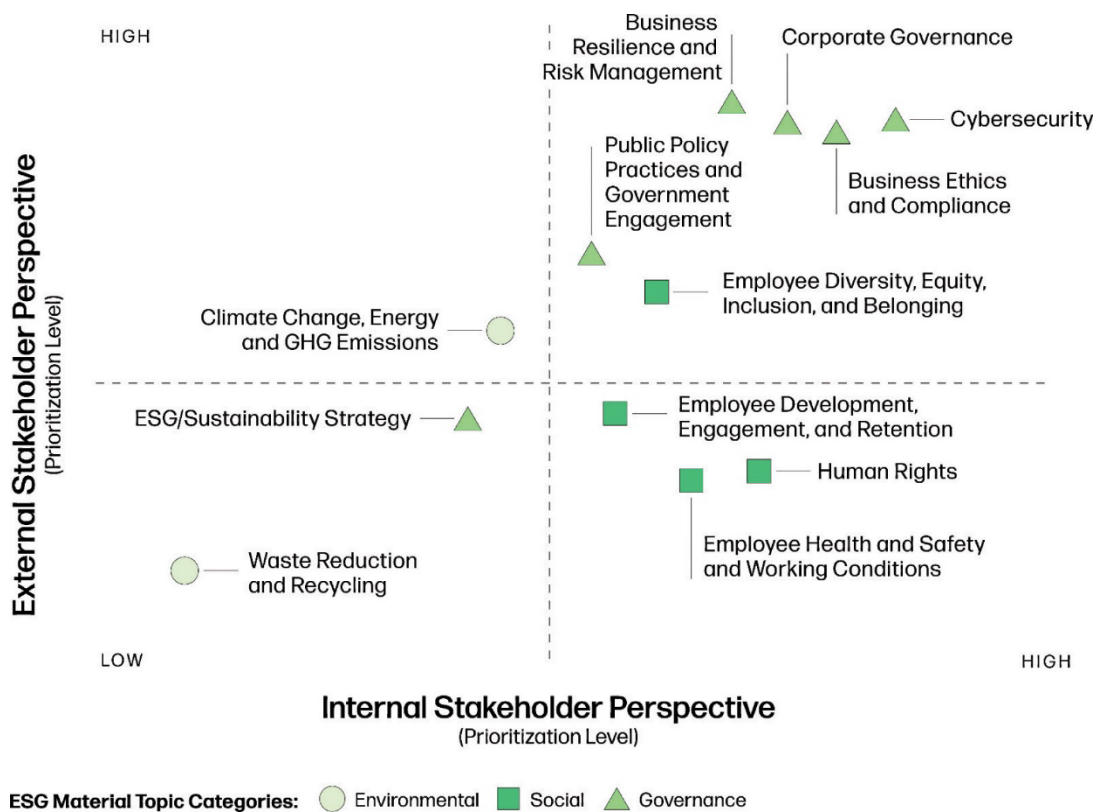 HIGH
Business
Resilience and
Risk Management
Corporate Governance
Cybersecurity
Public Policy
Practices and
Government
Engagement
Business Ethics
and Compliance
Employee Diversity, Equity,
Inclusion, and Belonging
Climate Change, Energy
and GHG Emissions
ESG/Sustainability Strategy
Employee Development,
Engagement, and Retention
Human Rights
Employee Health and Safety
and Working Conditions
Waste Reduction
and Recycling
External Stakeholder Perspective
(Prioritization Level)
LOW
HIGH
Internal Stakeholder Perspective
(Prioritization Level)
ESG Material Topic Categories: Environmental Social Governance